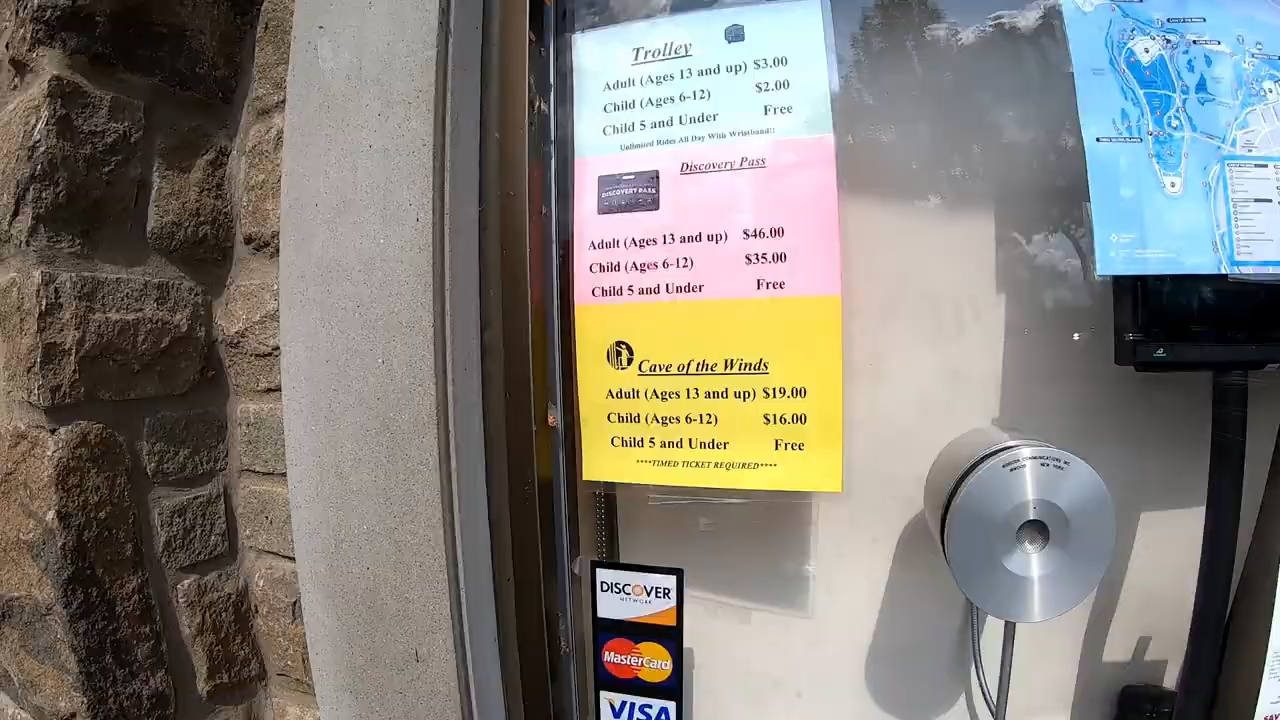 Trolley
Adult (Ages 13 and up) $3.00
Child (Ages 6-12) $2.00
Child 5 and Under Free
Unlimited Rides All Day With Wristband!!
Discovery Pass
DISCOVERY PASS
Adult (Ages 13 and up) $46.00
Child (Ages 6-12) $35.00
Child 5 and Under Free
Cave of the Winds
Adult (Ages 13 and up) $19.00
Child (Ages 6-12) $16.00
Child 5 and Under Free
****TIMED TICKET REQUIRED****
DISCOVER
NETWORK
MasterCard
VISA
COMMUNICATIONS INC
NEW YORK